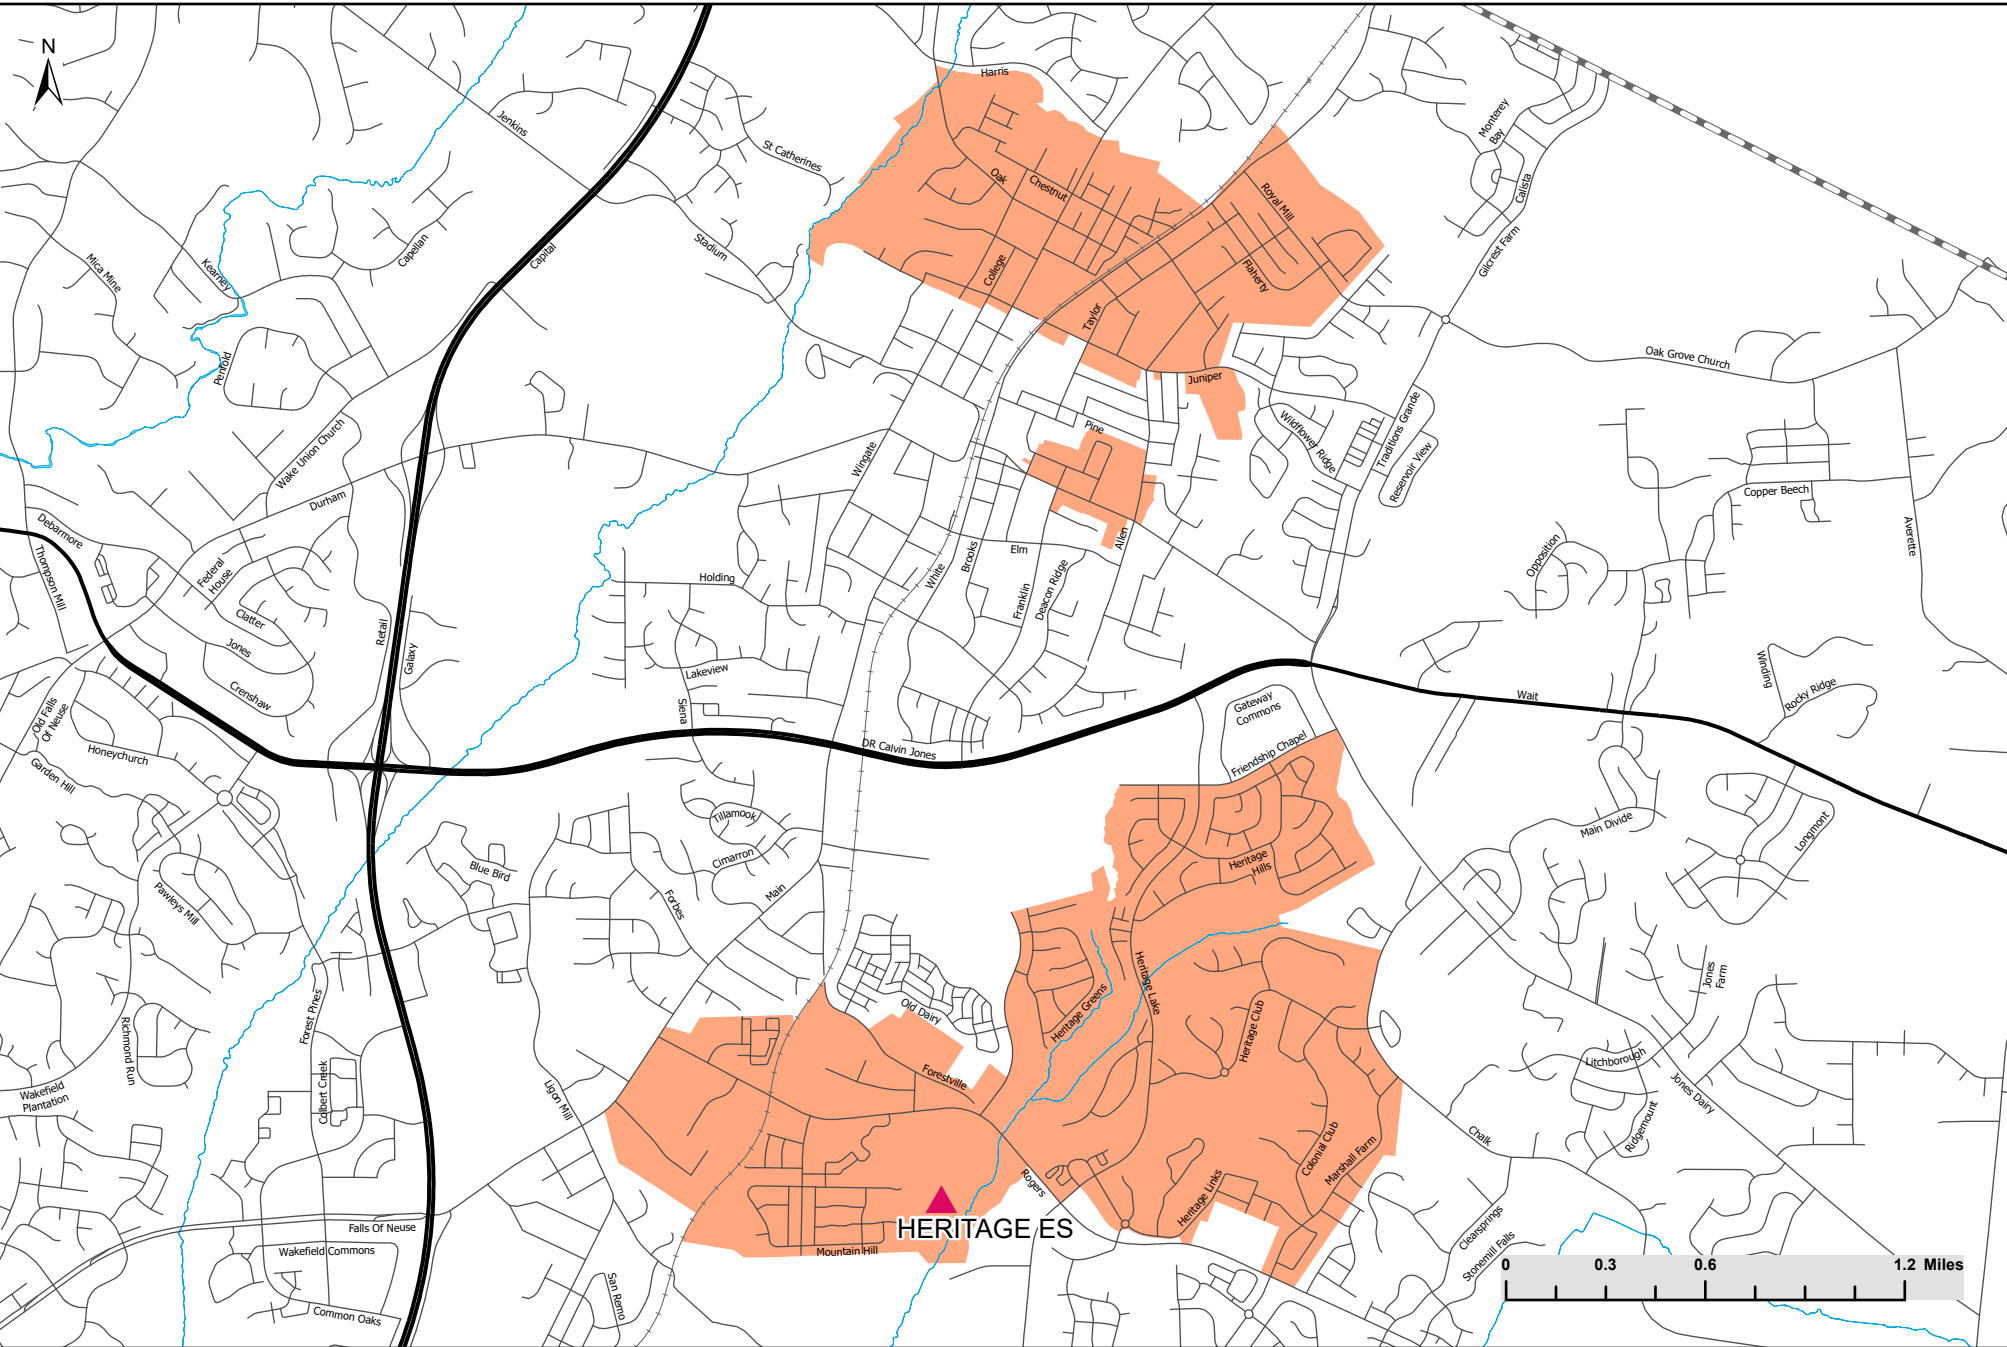 N
Harris
Jenkins
St Catherines
Monterey
Bay
Oak
Chestnut
Royal Mill
Calista
Stadium
Capellan
Capital
Kearney
Mica Mine
College
Flaherty
Gilcrest Farm
Taylor
Penfold
Oak Grove Church
Juniper
Wake Union Church
Durham
Wingate
Pine
Wildflower
Ridge
Tradtions Grande
Reservoir View
Copper Beech
Averette
Debarmore
Thompson Mill
Federal
House
Clatter
Jones
Crenshaw
Retail
Galaxy
Holding
White
Brooks
Elm
Franklin
Deacon Ridge
Allen
Opposition
Lakeview
Siena
Winding
Rocky Ridge
Wait
Old Falls
Of Neuse
Honeychurch
Garden Hill
DR Calvin Jones
Gateway
Commons
Friendship Chapel
Tillamook
Cimarron
Main
Blue Bird
Forbes
Pawleys Mill
Heritage
Hills
Main Divide
Longmont
Heritage Lake
Heritage Greens
Heritage Club
Old Dairy
Forestville
Jones
Farm
Forest Pines
Richmond Run
Colbert Creek
Wakefield
Plantation
Ligon Mill
Litchborough
Jones Dairy
Ridgemount
Chalk
Colonial Club
Marshall Farm
Rogers
Heritage Links
HERITAGE ES
Mountain Hill
Falls Of Neuse
Wakefield Commons
Common Oaks
San Remo
Clearsprings
Stonemill Falls
0 0.3 0.6 1.2 Miles